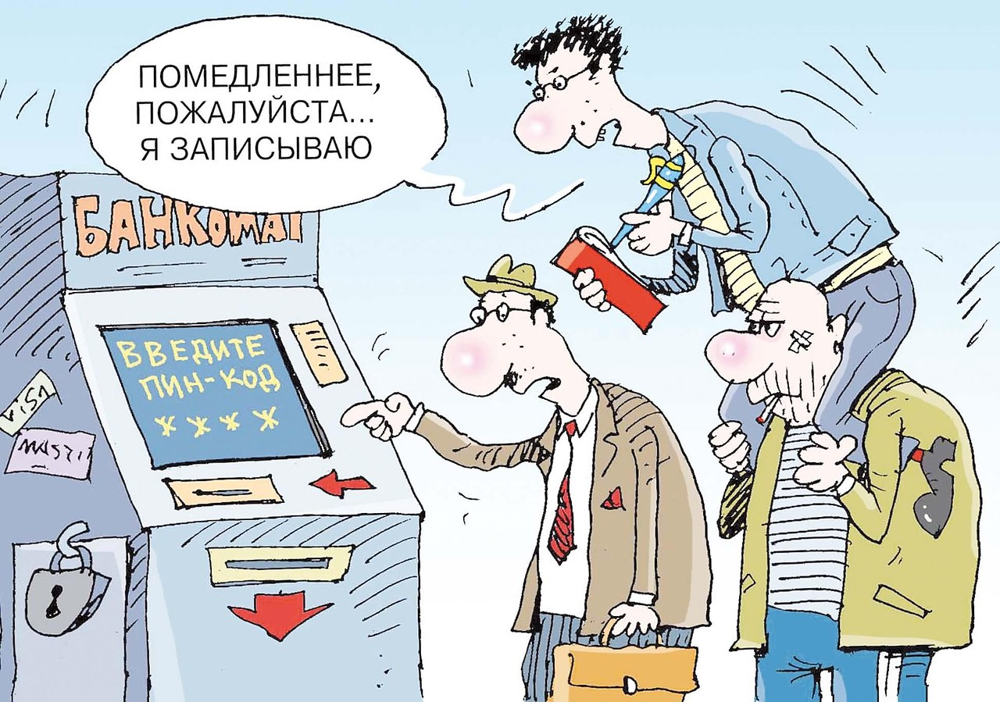 ПОМЕДЛЕННЕЕ,
ПОЖАЛУЙСТА...
Я ЗАПИСЫВАЮ
БАНКОМАТ
ВВЕДИТЕ
ПИН-КОД
* * * *
VISA